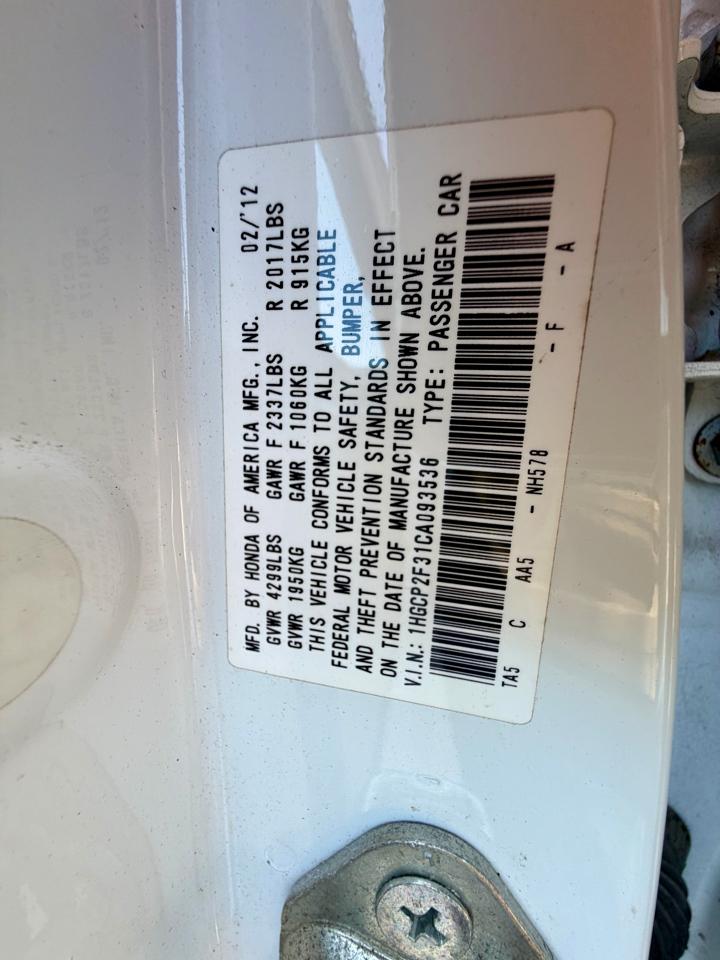 MFD. BY HONDA OF AMERICA MFG., INC. 02/'12
GVWR 4299LBS GAWR F 2337LBS R 2017LBS
GVWR 1950KG GAWR F 1060KG R 915KG
THIS VEHICLE CONFORMS TO ALL APPLICABLE
FEDERAL MOTOR VEHICLE SAFETY, BUMPER,
AND THEFT PREVENTION STANDARDS IN EFFECT
ON THE DATE OF MANUFACTURE SHOWN ABOVE.
V.I.N.: 1HGCP2F31CA093536 TYPE: PASSENGER CAR
TA5 C AA5 - NH578 - F - A